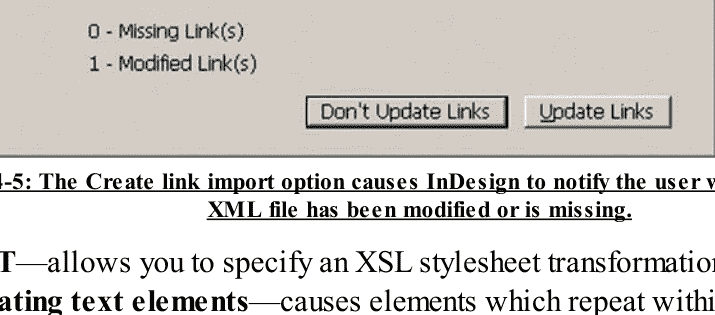 0 - Missing Link(s)
1 - Modified Link(s)
Don't Update Links Update Links
4-5: The Create link import option causes InDesign to notify the user w
XML file has been modified or is missing.
T—allows you to specify an XSL stylesheet transformation
ating text elements—causes elements which repeat withi